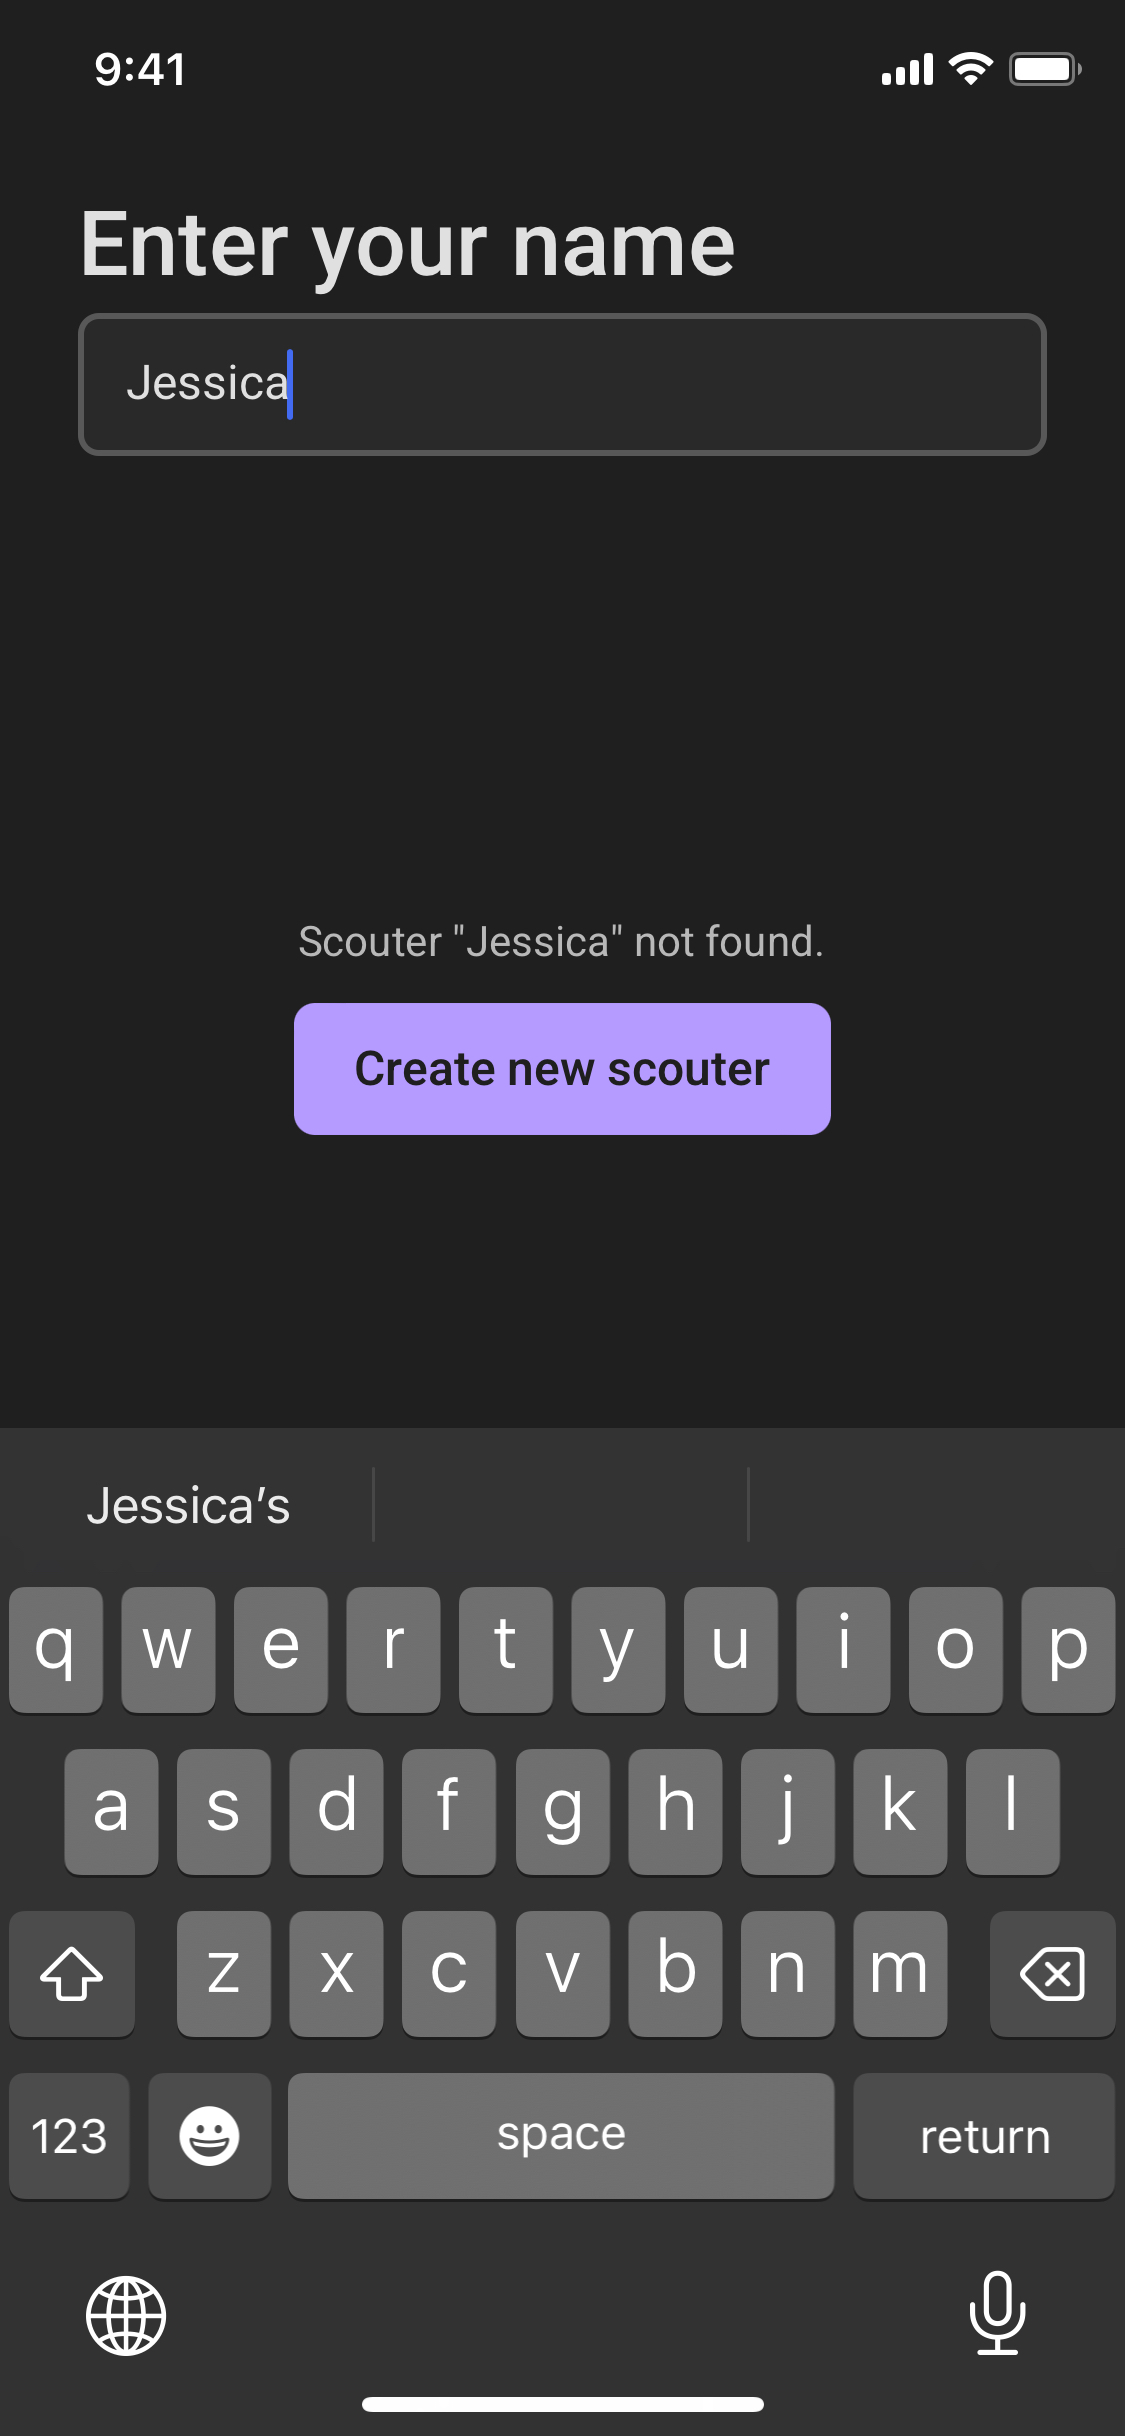 9:41
Enter your name
Jessica
Scouter "Jessica" not found.
Create new scouter
Jessica’s
q w e r t y u i o p
a s d f g h j k l
z x c v b n m
123 space return